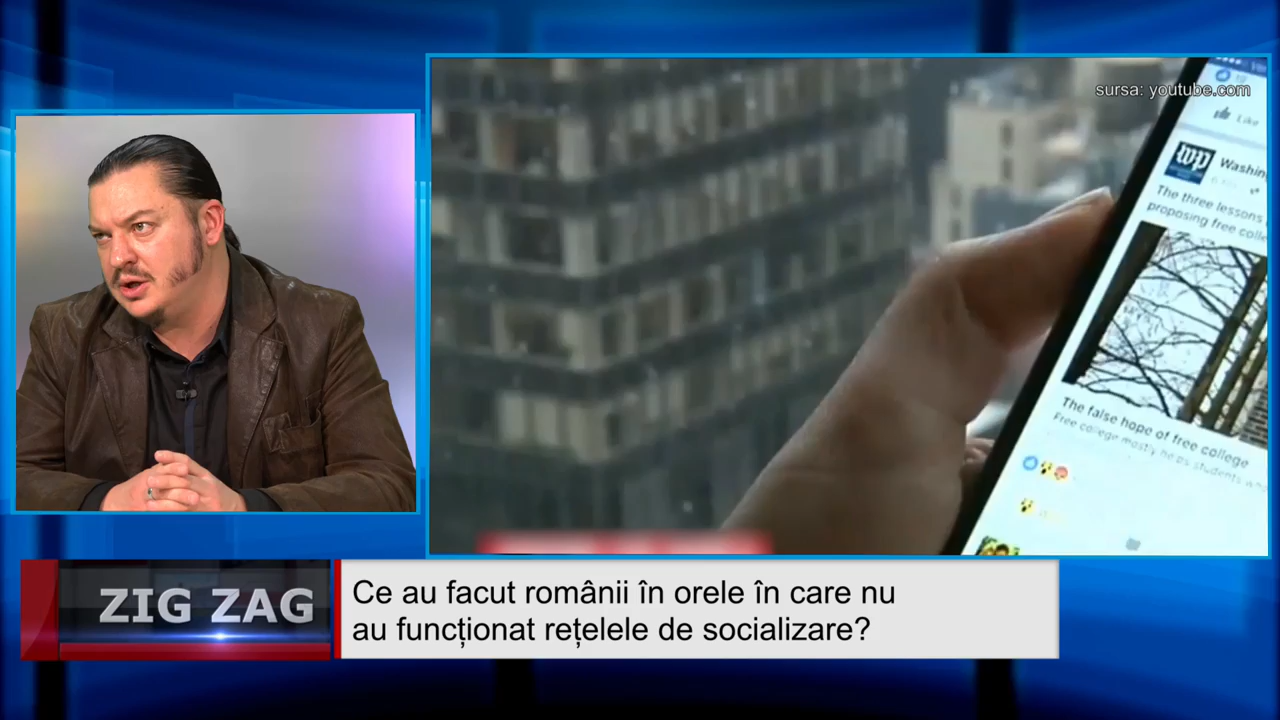 sursa: youtube.com
Like
wp
Washin
The three lessons
proposing free colle
The false hope of free college
Free college mostly helps students who
ZIG ZAG
Ce au facut românii în orele în care nu
au funcționat rețelele de socializare?